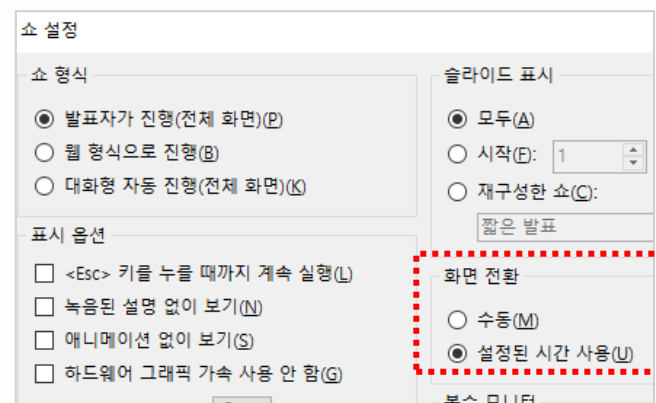 쇼 설정
쇼 형식
발표자가 진행(전체 화면)(P)
웹 형식으로 진행(B)
대화형 자동 진행(전체 화면)(K)
표시 옵션
<Esc> 키를 누를 때까지 계속 실행(L)
녹음된 설명 없이 보기(N)
애니메이션 없이 보기(S)
하드웨어 그래픽 가속 사용 안 함(G)
슬라이드 표시
모두(A)
시작(F): 1
재구성한 쇼(C):
짧은 발표
화면 전환
수동(M)
설정된 시간 사용(U)